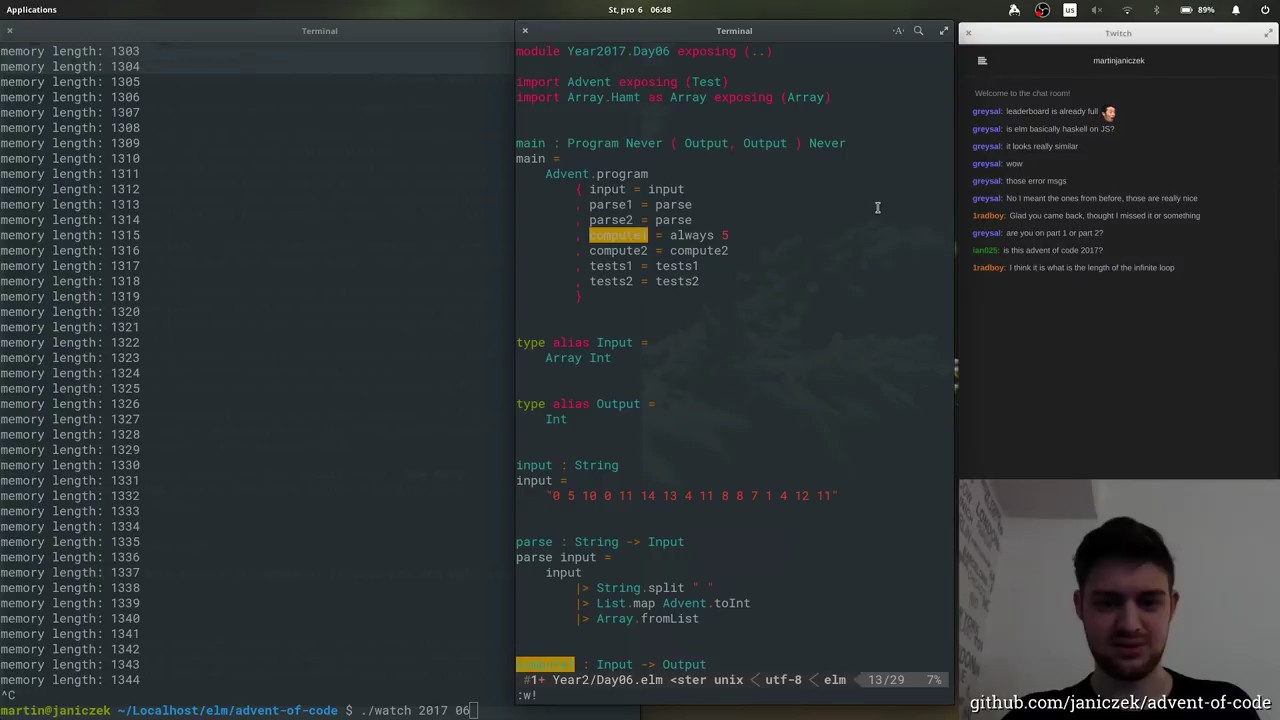 Applications
St, pro 6 06:48
us
89%
Terminal
memory length: 1303
memory length: 1304
memory length: 1305
memory length: 1306
memory length: 1307
memory length: 1308
memory length: 1309
memory length: 1310
memory length: 1311
memory length: 1312
memory length: 1313
memory length: 1314
memory length: 1315
memory length: 1316
memory length: 1317
memory length: 1318
memory length: 1319
memory length: 1320
memory length: 1321
memory length: 1322
memory length: 1323
memory length: 1324
memory length: 1325
memory length: 1326
memory length: 1327
memory length: 1328
memory length: 1329
memory length: 1330
memory length: 1331
memory length: 1332
memory length: 1333
memory length: 1334
memory length: 1335
memory length: 1336
memory length: 1337
memory length: 1338
memory length: 1339
memory length: 1340
memory length: 1341
memory length: 1342
memory length: 1343
memory length: 1344
^C
martin@janiczek ~/Localhost/elm/advent-of-code $ ./watch 2017 06
Terminal
module Year2017.Day06 exposing (..)
import Advent exposing (Test)
import Array.Hamt as Array exposing (Array)
main : Program Never ( Output, Output ) Never
main =
Advent.program
{ input = input
, parse1 = parse
, parse2 = parse
, compute1 = always 5
, compute2 = compute2
, tests1 = tests1
, tests2 = tests2
}
type alias Input =
Array Int
type alias Output =
Int
input : String
input =
"0 5 10 0 11 14 13 4 11 8 8 7 1 4 12 11"
parse : String -> Input
parse input =
input
|> String.split " "
|> List.map Advent.toInt
|> Array.fromList
compute1 : Input -> Output
#1+ Year2/Day06.elm <ster unix < utf-8 < elm 13/29 7%
:w!
Twitch
martinjaniczek
Welcome to the chat room!
greysal: leaderboard is already full
greysal: is elm basically haskell on JS?
greysal: it looks really similar
greysal: wow
greysal: those error msgs
greysal: No I meant the ones from before, those are really nice
1radboy: Glad you came back, thought I missed it or something
greysal: are you on part 1 or part 2?
ian025: is this advent of code 2017?
1radboy: I think it is what is the length of the infinite loop
github.com/janiczek/advent-of-code